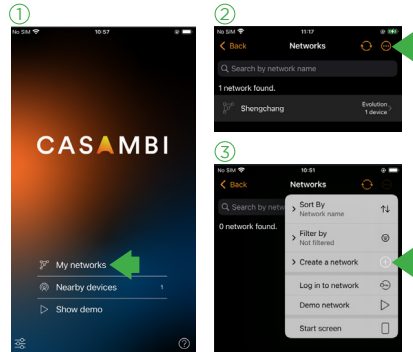 1
No SIM 10:57
CASAMBI
My networks
Nearby devices 1
Show demo
2
No SIM 11:17
Back Networks
Search by network name
1 network found.
Shengchang Evolution
1 device
3
No SIM 10:51
Back Networks
Search by netw
0 network found.
Sort By
Network name
Filter by
Not filtered
Create a network
Log in to network
Demo network
Start screen